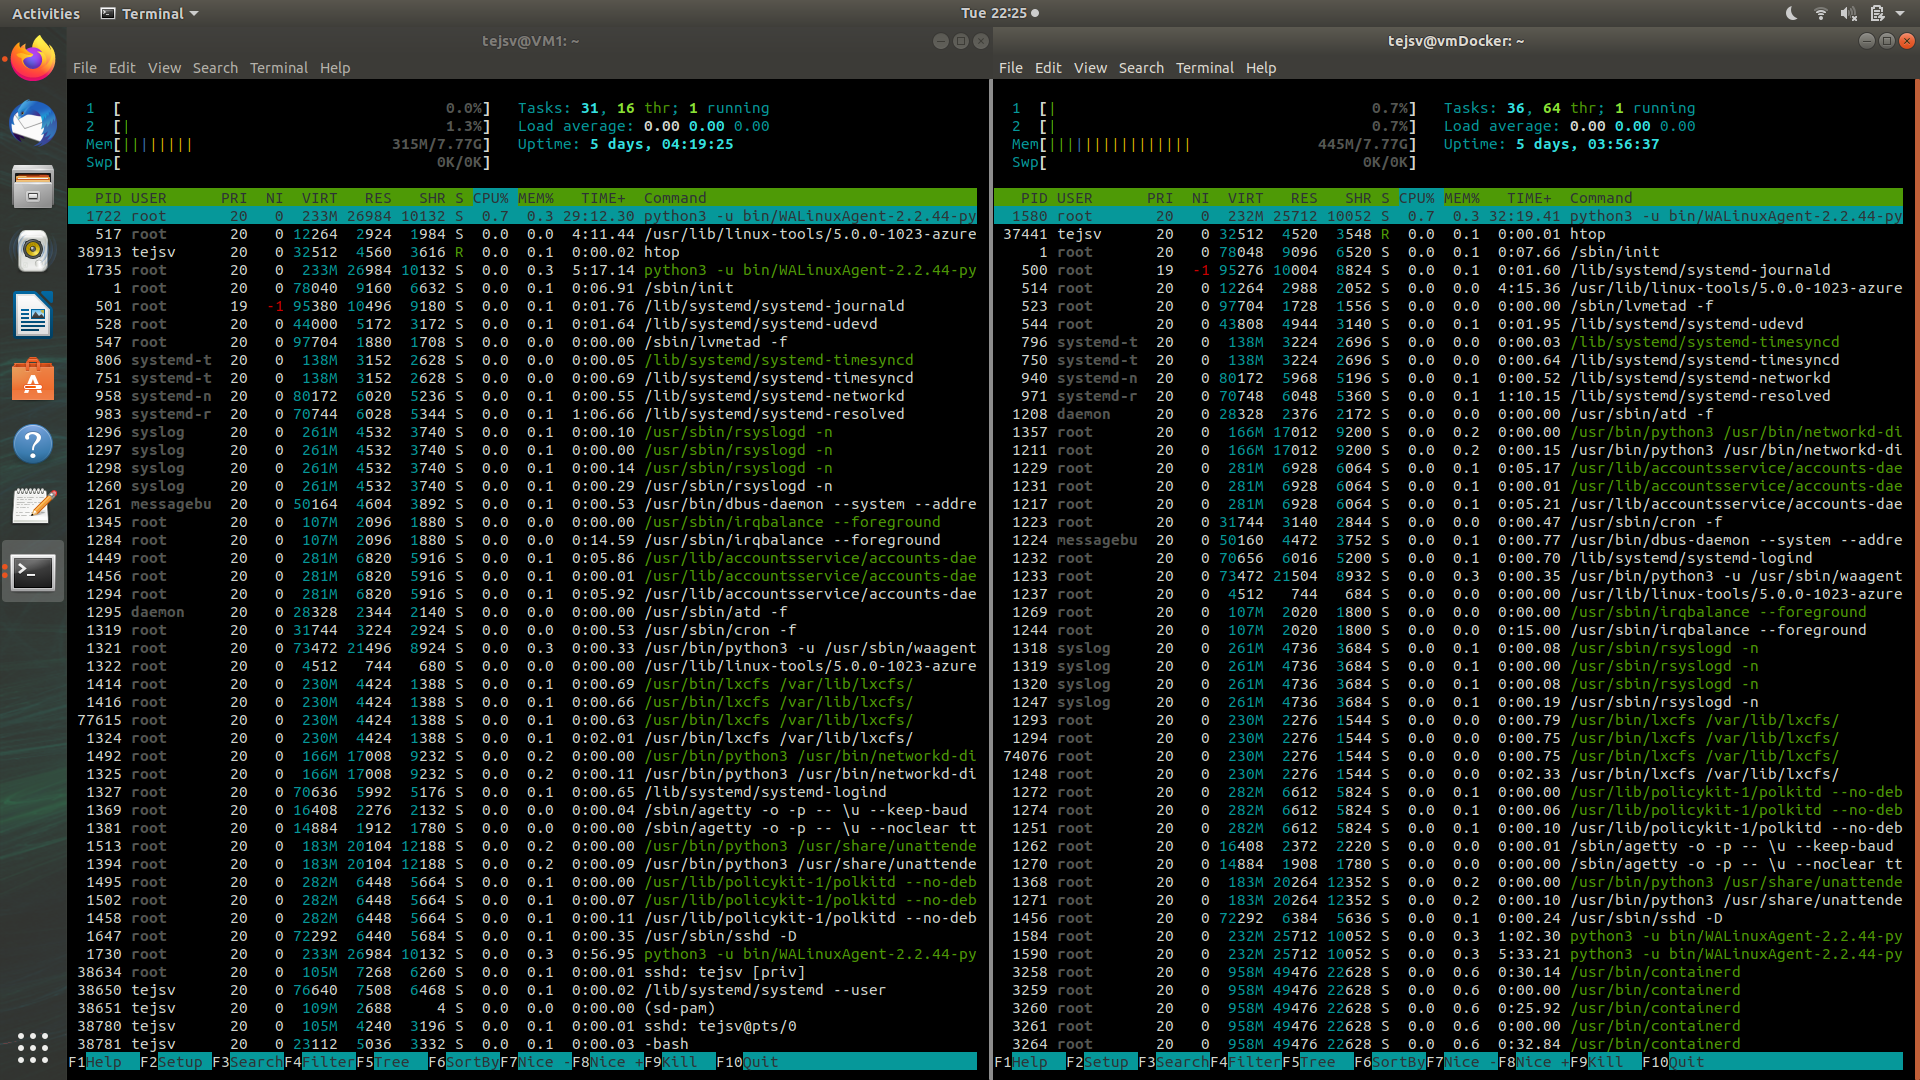 Activities Terminal Tue 22:25
tejsv@VM1: ~
File Edit View Search Terminal Help
1 [ 0.0%] Tasks: 31, 16 thr; 1 running
2 [| 1.3%] Load average: 0.00 0.00 0.00
Mem[|||||||| 315M/7.77G] Uptime: 5 days, 04:19:25
Swp[ 0K/0K]
PID USER PRI NI VIRT RES SHR S CPU% MEM% TIME+ Command
1722 root 20 0 233M 26984 10132 S 0.7 0.3 29:12.30 python3 -u bin/WALinuxAgent-2.2.44-py
517 root 20 0 12264 2924 1984 S 0.0 0.0 4:11.44 /usr/lib/linux-tools/5.0.0-1023-azure
38913 tejsv 20 0 32512 4560 3616 R 0.0 0.1 0:00.02 htop
1735 root 20 0 233M 26984 10132 S 0.0 0.3 5:17.14 python3 -u bin/WALinuxAgent-2.2.44-py
1 root 20 0 78040 9160 6632 S 0.0 0.1 0:06.91 /sbin/init
501 root 19 -1 95380 10496 9180 S 0.0 0.1 0:01.76 /lib/systemd/systemd-journald
528 root 20 0 44000 5172 3172 S 0.0 0.1 0:01.64 /lib/systemd/systemd-udevd
547 root 20 0 97704 1880 1708 S 0.0 0.0 0:00.00 /sbin/lvmetad -f
806 systemd-t 20 0 138M 3152 2628 S 0.0 0.0 0:00.05 /lib/systemd/systemd-timesyncd
751 systemd-t 20 0 138M 3152 2628 S 0.0 0.0 0:00.69 /lib/systemd/systemd-timesyncd
958 systemd-n 20 0 80172 6020 5236 S 0.0 0.1 0:00.55 /lib/systemd/systemd-networkd
983 systemd-r 20 0 70744 6028 5344 S 0.0 0.1 1:06.66 /lib/systemd/systemd-resolved
1296 syslog 20 0 261M 4532 3740 S 0.0 0.1 0:00.10 /usr/sbin/rsyslogd -n
1297 syslog 20 0 261M 4532 3740 S 0.0 0.1 0:00.00 /usr/sbin/rsyslogd -n
1298 syslog 20 0 261M 4532 3740 S 0.0 0.1 0:00.14 /usr/sbin/rsyslogd -n
1260 syslog 20 0 261M 4532 3740 S 0.0 0.1 0:00.29 /usr/sbin/rsyslogd -n
1261 messagebu 20 0 50164 4604 3892 S 0.0 0.1 0:00.53 /usr/bin/dbus-daemon --system --addre
1345 root 20 0 107M 2096 1880 S 0.0 0.0 0:00.00 /usr/sbin/irqbalance --foreground
1284 root 20 0 107M 2096 1880 S 0.0 0.0 0:14.59 /usr/sbin/irqbalance --foreground
1449 root 20 0 281M 6820 5916 S 0.0 0.1 0:05.86 /usr/lib/accountsservice/accounts-dae
1456 root 20 0 281M 6820 5916 S 0.0 0.1 0:00.01 /usr/lib/accountsservice/accounts-dae
1294 root 20 0 281M 6820 5916 S 0.0 0.1 0:05.92 /usr/lib/accountsservice/accounts-dae
1295 daemon 20 0 28328 2344 2140 S 0.0 0.0 0:00.00 /usr/sbin/atd -f
1319 root 20 0 31744 3224 2924 S 0.0 0.0 0:00.53 /usr/sbin/cron -f
1321 root 20 0 73472 21496 8924 S 0.0 0.3 0:00.33 /usr/bin/python3 -u /usr/sbin/waagent
1322 root 20 0 4512 744 680 S 0.0 0.0 0:00.00 /usr/lib/linux-tools/5.0.0-1023-azure
1414 root 20 0 230M 4424 1388 S 0.0 0.1 0:00.69 /usr/bin/lxcfs /var/lib/lxcfs/
1416 root 20 0 230M 4424 1388 S 0.0 0.1 0:00.66 /usr/bin/lxcfs /var/lib/lxcfs/
77615 root 20 0 230M 4424 1388 S 0.0 0.1 0:00.63 /usr/bin/lxcfs /var/lib/lxcfs/
1324 root 20 0 230M 4424 1388 S 0.0 0.1 0:02.01 /usr/bin/lxcfs /var/lib/lxcfs/
1492 root 20 0 166M 17008 9232 S 0.0 0.2 0:00.00 /usr/bin/python3 /usr/bin/networkd-di
1325 root 20 0 166M 17008 9232 S 0.0 0.2 0:00.11 /usr/bin/python3 /usr/bin/networkd-di
1327 root 20 0 70636 5992 5176 S 0.0 0.1 0:00.65 /lib/systemd/systemd-logind
1369 root 20 0 16408 2276 2132 S 0.0 0.0 0:00.04 /sbin/agetty -o -p -- \u --keep-baud
1381 root 20 0 14884 1912 1780 S 0.0 0.0 0:00.00 /sbin/agetty -o -p -- \u --noclear tt
1513 root 20 0 183M 20104 12188 S 0.0 0.2 0:00.00 /usr/bin/python3 /usr/share/unattende
1394 root 20 0 183M 20104 12188 S 0.0 0.2 0:00.09 /usr/bin/python3 /usr/share/unattende
1495 root 20 0 282M 6448 5664 S 0.0 0.1 0:00.00 /usr/lib/policykit-1/polkitd --no-deb
1502 root 20 0 282M 6448 5664 S 0.0 0.1 0:00.07 /usr/lib/policykit-1/polkitd --no-deb
1458 root 20 0 282M 6448 5664 S 0.0 0.1 0:00.11 /usr/lib/policykit-1/polkitd --no-deb
1647 root 20 0 72292 6440 5684 S 0.0 0.1 0:00.35 /usr/sbin/sshd -D
1730 root 20 0 233M 26984 10132 S 0.0 0.3 0:56.95 python3 -u bin/WALinuxAgent-2.2.44-py
38634 root 20 0 105M 7268 6260 S 0.0 0.1 0:00.01 sshd: tejsv [priv]
38650 tejsv 20 0 76640 7508 6468 S 0.0 0.1 0:00.02 /lib/systemd/systemd --user
38651 tejsv 20 0 109M 2688 4 S 0.0 0.0 0:00.00 (sd-pam)
38780 tejsv 20 0 105M 4240 3196 S 0.0 0.1 0:00.01 sshd: tejsv@pts/0
38781 tejsv 20 0 23112 5036 3332 S 0.0 0.1 0:00.03 -bash
F1Help F2Setup F3SearchF4FilterF5Tree F6SortByF7Nice -F8Nice +F9Kill F10Quit
tejsv@vmDocker: ~
File Edit View Search Terminal Help
1 [| 0.7%] Tasks: 36, 64 thr; 1 running
2 [| 0.7%] Load average: 0.00 0.00 0.00
Mem[|||||||||||||||| 445M/7.77G] Uptime: 5 days, 03:56:37
Swp[ 0K/0K]
PID USER PRI NI VIRT RES SHR S CPU% MEM% TIME+ Command
1580 root 20 0 232M 25712 10052 S 0.7 0.3 32:19.41 python3 -u bin/WALinuxAgent-2.2.44-py
37441 tejsv 20 0 32512 4520 3548 R 0.0 0.1 0:00.01 htop
1 root 20 0 78048 9096 6520 S 0.0 0.1 0:07.66 /sbin/init
500 root 19 -1 95276 10004 8824 S 0.0 0.1 0:01.60 /lib/systemd/systemd-journald
514 root 20 0 12264 2988 2052 S 0.0 0.0 4:15.36 /usr/lib/linux-tools/5.0.0-1023-azure
523 root 20 0 97704 1728 1556 S 0.0 0.0 0:00.00 /sbin/lvmetad -f
544 root 20 0 43808 4944 3140 S 0.0 0.1 0:01.95 /lib/systemd/systemd-udevd
796 systemd-t 20 0 138M 3224 2696 S 0.0 0.0 0:00.03 /lib/systemd/systemd-timesyncd
750 systemd-t 20 0 138M 3224 2696 S 0.0 0.0 0:00.64 /lib/systemd/systemd-timesyncd
940 systemd-n 20 0 80172 5968 5196 S 0.0 0.1 0:00.52 /lib/systemd/systemd-networkd
971 systemd-r 20 0 70748 6048 5360 S 0.0 0.1 1:10.15 /lib/systemd/systemd-resolved
1208 daemon 20 0 28328 2376 2172 S 0.0 0.0 0:00.00 /usr/sbin/atd -f
1357 root 20 0 166M 17012 9200 S 0.0 0.2 0:00.00 /usr/bin/python3 /usr/bin/networkd-di
1211 root 20 0 166M 17012 9200 S 0.0 0.2 0:00.15 /usr/bin/python3 /usr/bin/networkd-di
1229 root 20 0 281M 6928 6064 S 0.0 0.1 0:05.17 /usr/lib/accountsservice/accounts-dae
1231 root 20 0 281M 6928 6064 S 0.0 0.1 0:00.01 /usr/lib/accountsservice/accounts-dae
1217 root 20 0 281M 6928 6064 S 0.0 0.1 0:05.21 /usr/lib/accountsservice/accounts-dae
1223 root 20 0 31744 3140 2844 S 0.0 0.0 0:00.47 /usr/sbin/cron -f
1224 messagebu 20 0 50160 4472 3752 S 0.0 0.1 0:00.77 /usr/bin/dbus-daemon --system --addre
1232 root 20 0 70656 6016 5200 S 0.0 0.1 0:00.70 /lib/systemd/systemd-logind
1233 root 20 0 73472 21504 8932 S 0.0 0.3 0:00.35 /usr/bin/python3 -u /usr/sbin/waagent
1237 root 20 0 4512 744 684 S 0.0 0.0 0:00.00 /usr/lib/linux-tools/5.0.0-1023-azure
1269 root 20 0 107M 2020 1800 S 0.0 0.0 0:00.00 /usr/sbin/irqbalance --foreground
1244 root 20 0 107M 2020 1800 S 0.0 0.0 0:15.00 /usr/sbin/irqbalance --foreground
1318 syslog 20 0 261M 4736 3684 S 0.0 0.1 0:00.08 /usr/sbin/rsyslogd -n
1319 syslog 20 0 261M 4736 3684 S 0.0 0.1 0:00.00 /usr/sbin/rsyslogd -n
1320 syslog 20 0 261M 4736 3684 S 0.0 0.1 0:00.08 /usr/sbin/rsyslogd -n
1247 syslog 20 0 261M 4736 3684 S 0.0 0.1 0:00.19 /usr/sbin/rsyslogd -n
1293 root 20 0 230M 2276 1544 S 0.0 0.0 0:00.79 /usr/bin/lxcfs /var/lib/lxcfs/
1294 root 20 0 230M 2276 1544 S 0.0 0.0 0:00.75 /usr/bin/lxcfs /var/lib/lxcfs/
74076 root 20 0 230M 2276 1544 S 0.0 0.0 0:00.75 /usr/bin/lxcfs /var/lib/lxcfs/
1248 root 20 0 230M 2276 1544 S 0.0 0.0 0:02.33 /usr/bin/lxcfs /var/lib/lxcfs/
1272 root 20 0 282M 6612 5824 S 0.0 0.1 0:00.00 /usr/lib/policykit-1/polkitd --no-deb
1274 root 20 0 282M 6612 5824 S 0.0 0.1 0:00.06 /usr/lib/policykit-1/polkitd --no-deb
1251 root 20 0 282M 6612 5824 S 0.0 0.1 0:00.10 /usr/lib/policykit-1/polkitd --no-deb
1262 root 20 0 16408 2372 2220 S 0.0 0.0 0:00.01 /sbin/agetty -o -p -- \u --keep-baud
1270 root 20 0 14884 1908 1780 S 0.0 0.0 0:00.00 /sbin/agetty -o -p -- \u --noclear tt
1368 root 20 0 183M 20264 12352 S 0.0 0.2 0:00.00 /usr/bin/python3 /usr/share/unattende
1271 root 20 0 183M 20264 12352 S 0.0 0.2 0:00.10 /usr/bin/python3 /usr/share/unattende
1456 root 20 0 72292 6384 5636 S 0.0 0.1 0:00.24 /usr/sbin/sshd -D
1584 root 20 0 232M 25712 10052 S 0.0 0.3 1:02.30 python3 -u bin/WALinuxAgent-2.2.44-py
1590 root 20 0 232M 25712 10052 S 0.0 0.3 5:33.21 python3 -u bin/WALinuxAgent-2.2.44-py
3258 root 20 0 958M 49476 22628 S 0.0 0.6 0:30.14 /usr/bin/containerd
3259 root 20 0 958M 49476 22628 S 0.0 0.6 0:00.00 /usr/bin/containerd
3260 root 20 0 958M 49476 22628 S 0.0 0.6 0:25.92 /usr/bin/containerd
3261 root 20 0 958M 49476 22628 S 0.0 0.6 0:00.00 /usr/bin/containerd
3264 root 20 0 958M 49476 22628 S 0.0 0.6 0:32.84 /usr/bin/containerd
F1Help F2Setup F3SearchF4FilterF5Tree F6SortByF7Nice -F8Nice +F9Kill F10Quit